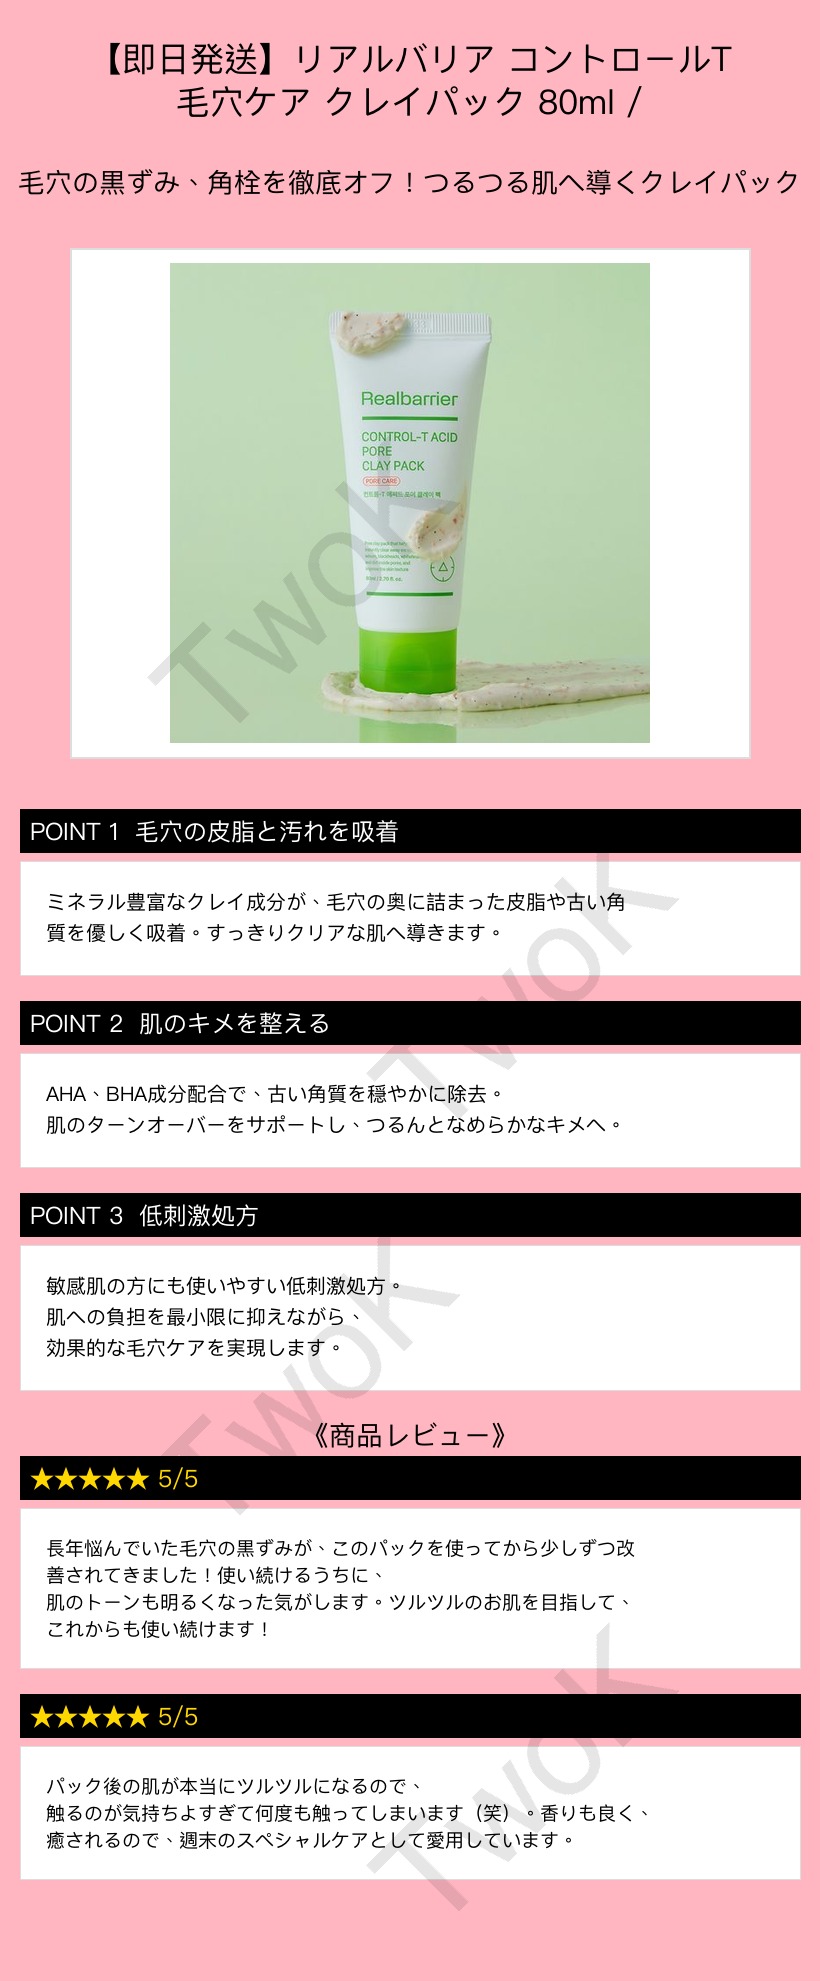 【即日発送】リアルバリア コントロールT
毛穴ケア クレイパック 80ml /
毛穴の黒ずみ、角栓を徹底オフ！つるつる肌へ導くクレイパック
Realbarrier
CONTROL-T ACID
PORE
CLAY PACK
PORE CARE
컨트롤-T 애씨드 포어 클레이 팩
TwoK
POINT 1 毛穴の皮脂と汚れを吸着
ミネラル豊富なクレイ成分が、毛穴の奥に詰まった皮脂や古い角
質を優しく吸着。すっきりクリアな肌へ導きます。
TwoK
POINT 2 肌のキメを整える
AHA、BHA成分配合で、古い角質を穏やかに除去。
肌のターンオーバーをサポートし、つるんとなめらかなキメへ。
POINT 3 低刺激処方
敏感肌の方にも使いやすい低刺激処方。
肌への負担を最小限に抑えながら、
効果的な毛穴ケアを実現します。
TwoK
《商品レビュー》
★★★★★ 5/5
長年悩んでいた毛穴の黒ずみが、このパックを使ってから少しずつ改
善されてきました！使い続けるうちに、
肌のトーンも明るくなった気がします。ツルツルのお肌を目指して、
これからも使い続けます！
★★★★★ 5/5
パック後の肌が本当にツルツルになるので、
触るのが気持ちよすぎて何度も触ってしまいます（笑）。香りも良く、
癒されるので、週末のスペシャルケアとして愛用しています。
TwoK